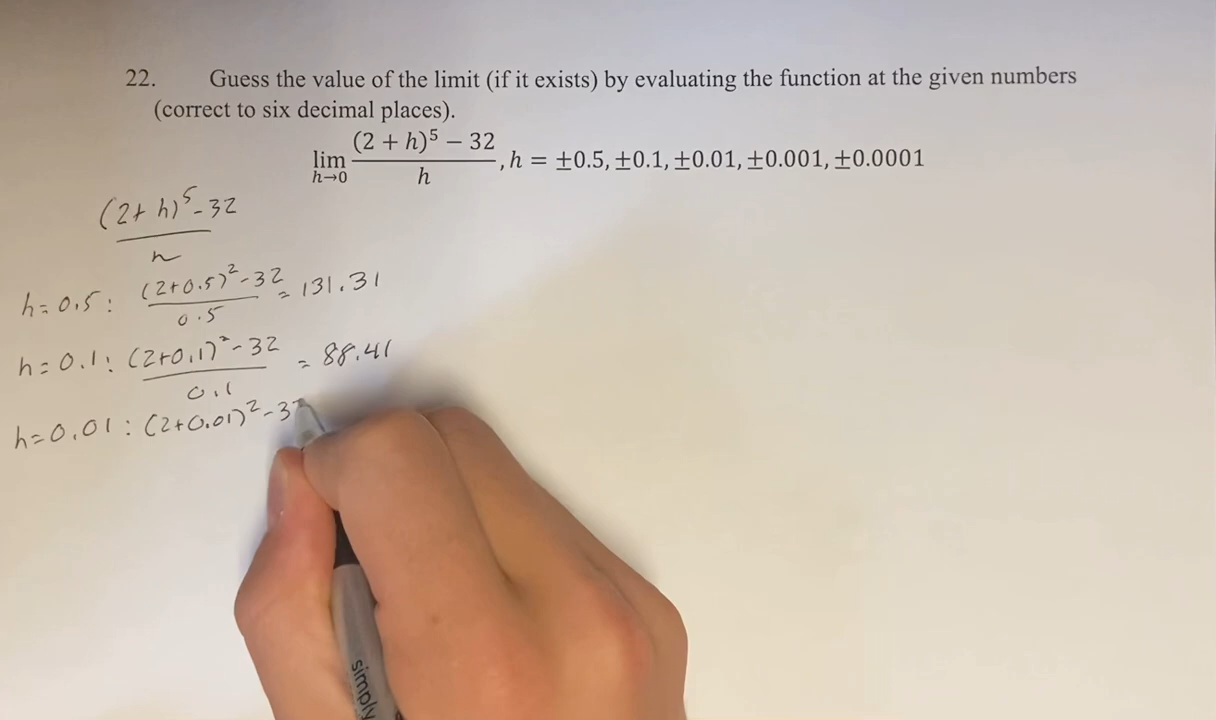 22. Guess the value of the limit (if it exists) by evaluating the function at the given numbers
(correct to six decimal places).
lim h→0 ((2 + h)⁵ − 32)/h , h = ±0.5, ±0.1, ±0.01, ±0.001, ±0.0001
(2+h)⁵-32
h
h=0.5: (2+0.5)²-32 / 0.5 = 131.31
h=0.1: (2+0.1)²-32 / 0.1 = 88.41
h=0.01: (2+0.01)²-3
simply